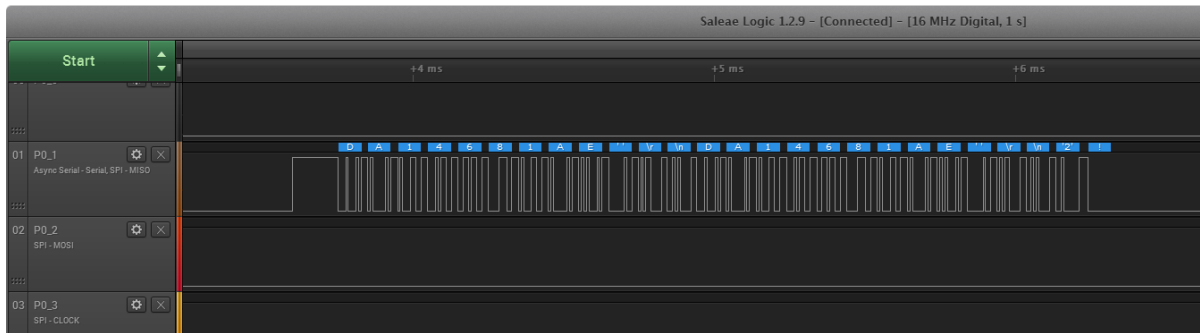 Saleae Logic 1.2.9 - [Connected] - [16 MHz Digital, 1 s]
Start
+4 ms
+5 ms
+6 ms
01 P0_1
Async Serial - Serial, SPI - MISO
D A 1 4 6 8 1 A E ' ' \r \n D A 1 4 6 8 1 A E ' ' \r \n '2' !
02 P0_2
SPI - MOSI
03 P0_3
SPI - CLOCK